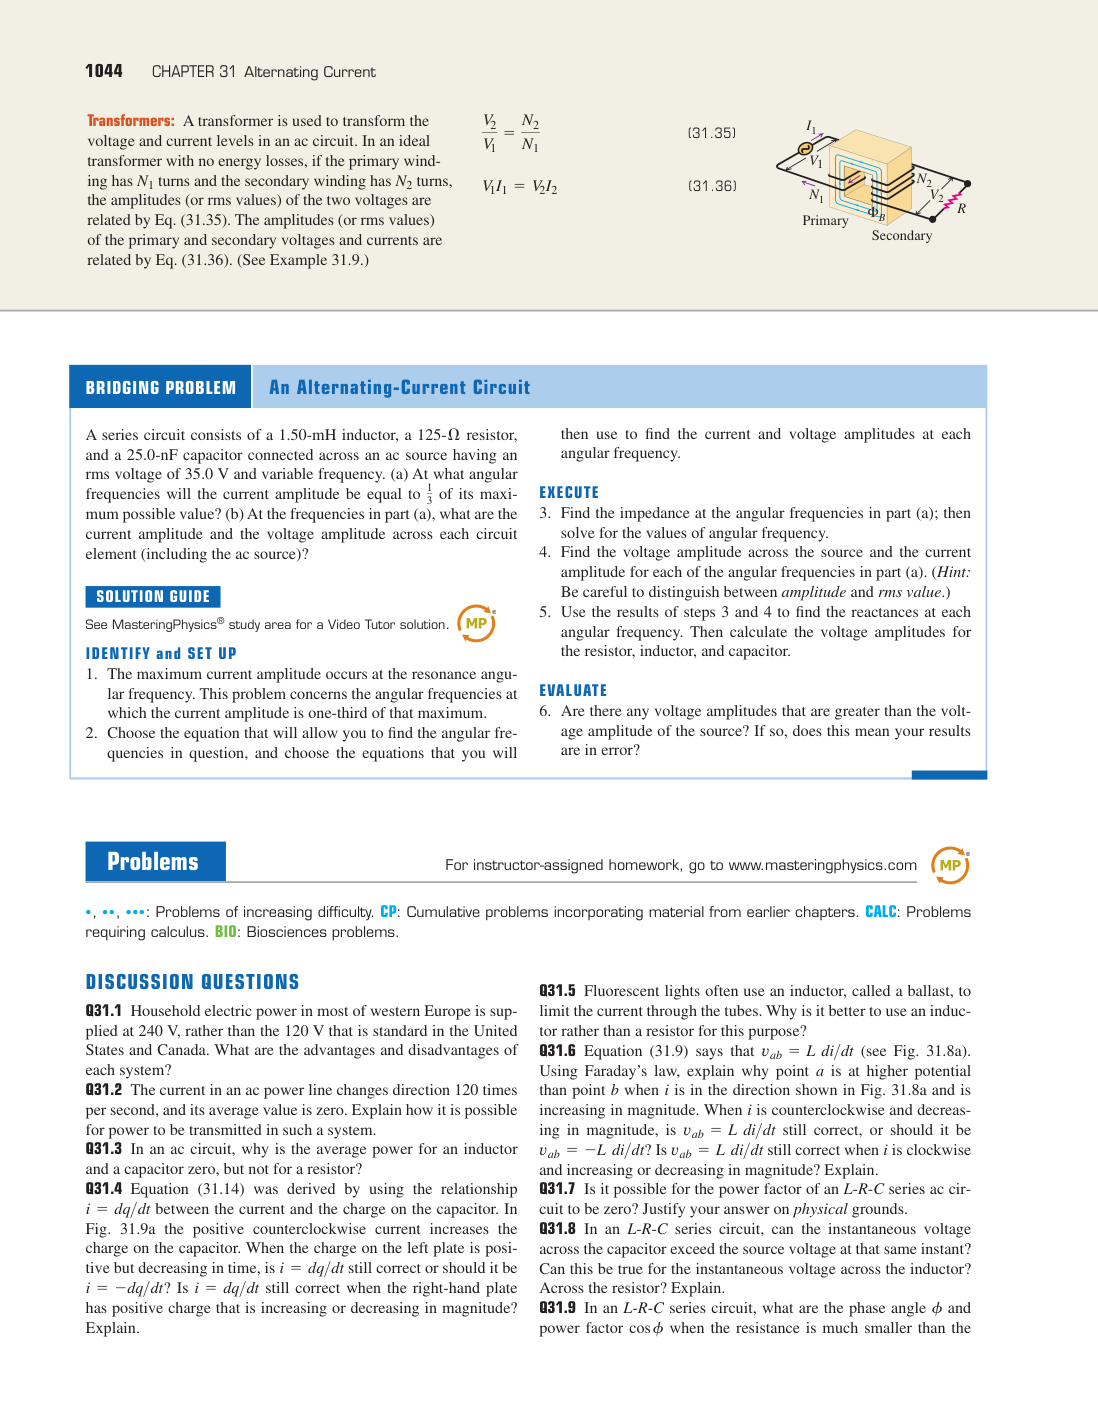 1044 CHAPTER 31 Alternating Current
Transformers: A transformer is used to transform the
voltage and current levels in an ac circuit. In an ideal
transformer with no energy losses, if the primary wind-
ing has N1 turns and the secondary winding has N2 turns,
the amplitudes (or rms values) of the two voltages are
related by Eq. (31.35). The amplitudes (or rms values)
of the primary and secondary voltages and currents are
related by Eq. (31.36). (See Example 31.9.)
V2/V1 = N2/N1 (31.35)
V1I1 = V2I2 (31.36)
I1
V1
N1
Primary
ΦB
N2
V2
R
Secondary
BRIDGING PROBLEM An Alternating-Current Circuit
A series circuit consists of a 1.50-mH inductor, a 125-Ω resistor,
and a 25.0-nF capacitor connected across an ac source having an
rms voltage of 35.0 V and variable frequency. (a) At what angular
frequencies will the current amplitude be equal to 1/3 of its maxi-
mum possible value? (b) At the frequencies in part (a), what are the
current amplitude and the voltage amplitude across each circuit
element (including the ac source)?
SOLUTION GUIDE
See MasteringPhysics® study area for a Video Tutor solution. MP®
IDENTIFY and SET UP
1. The maximum current amplitude occurs at the resonance angu-
lar frequency. This problem concerns the angular frequencies at
which the current amplitude is one-third of that maximum.
2. Choose the equation that will allow you to find the angular fre-
quencies in question, and choose the equations that you will
then use to find the current and voltage amplitudes at each
angular frequency.
EXECUTE
3. Find the impedance at the angular frequencies in part (a); then
solve for the values of angular frequency.
4. Find the voltage amplitude across the source and the current
amplitude for each of the angular frequencies in part (a). (Hint:
Be careful to distinguish between amplitude and rms value.)
5. Use the results of steps 3 and 4 to find the reactances at each
angular frequency. Then calculate the voltage amplitudes for
the resistor, inductor, and capacitor.
EVALUATE
6. Are there any voltage amplitudes that are greater than the volt-
age amplitude of the source? If so, does this mean your results
are in error?
Problems
For instructor-assigned homework, go to www.masteringphysics.com MP®
•, ••, •••: Problems of increasing difficulty. CP: Cumulative problems incorporating material from earlier chapters. CALC: Problems
requiring calculus. BIO: Biosciences problems.
DISCUSSION QUESTIONS
Q31.1 Household electric power in most of western Europe is sup-
plied at 240 V, rather than the 120 V that is standard in the United
States and Canada. What are the advantages and disadvantages of
each system?
Q31.2 The current in an ac power line changes direction 120 times
per second, and its average value is zero. Explain how it is possible
for power to be transmitted in such a system.
Q31.3 In an ac circuit, why is the average power for an inductor
and a capacitor zero, but not for a resistor?
Q31.4 Equation (31.14) was derived by using the relationship
i = dq/dt between the current and the charge on the capacitor. In
Fig. 31.9a the positive counterclockwise current increases the
charge on the capacitor. When the charge on the left plate is posi-
tive but decreasing in time, is i = dq/dt still correct or should it be
i = −dq/dt? Is i = dq/dt still correct when the right-hand plate
has positive charge that is increasing or decreasing in magnitude?
Explain.
Q31.5 Fluorescent lights often use an inductor, called a ballast, to
limit the current through the tubes. Why is it better to use an induc-
tor rather than a resistor for this purpose?
Q31.6 Equation (31.9) says that vab = L di/dt (see Fig. 31.8a).
Using Faraday's law, explain why point a is at higher potential
than point b when i is in the direction shown in Fig. 31.8a and is
increasing in magnitude. When i is counterclockwise and decreas-
ing in magnitude, is vab = L di/dt still correct, or should it be
vab = −L di/dt? Is vab = L di/dt still correct when i is clockwise
and increasing or decreasing in magnitude? Explain.
Q31.7 Is it possible for the power factor of an L-R-C series ac cir-
cuit to be zero? Justify your answer on physical grounds.
Q31.8 In an L-R-C series circuit, can the instantaneous voltage
across the capacitor exceed the source voltage at that same instant?
Can this be true for the instantaneous voltage across the inductor?
Across the resistor? Explain.
Q31.9 In an L-R-C series circuit, what are the phase angle ϕ and
power factor cos ϕ when the resistance is much smaller than the